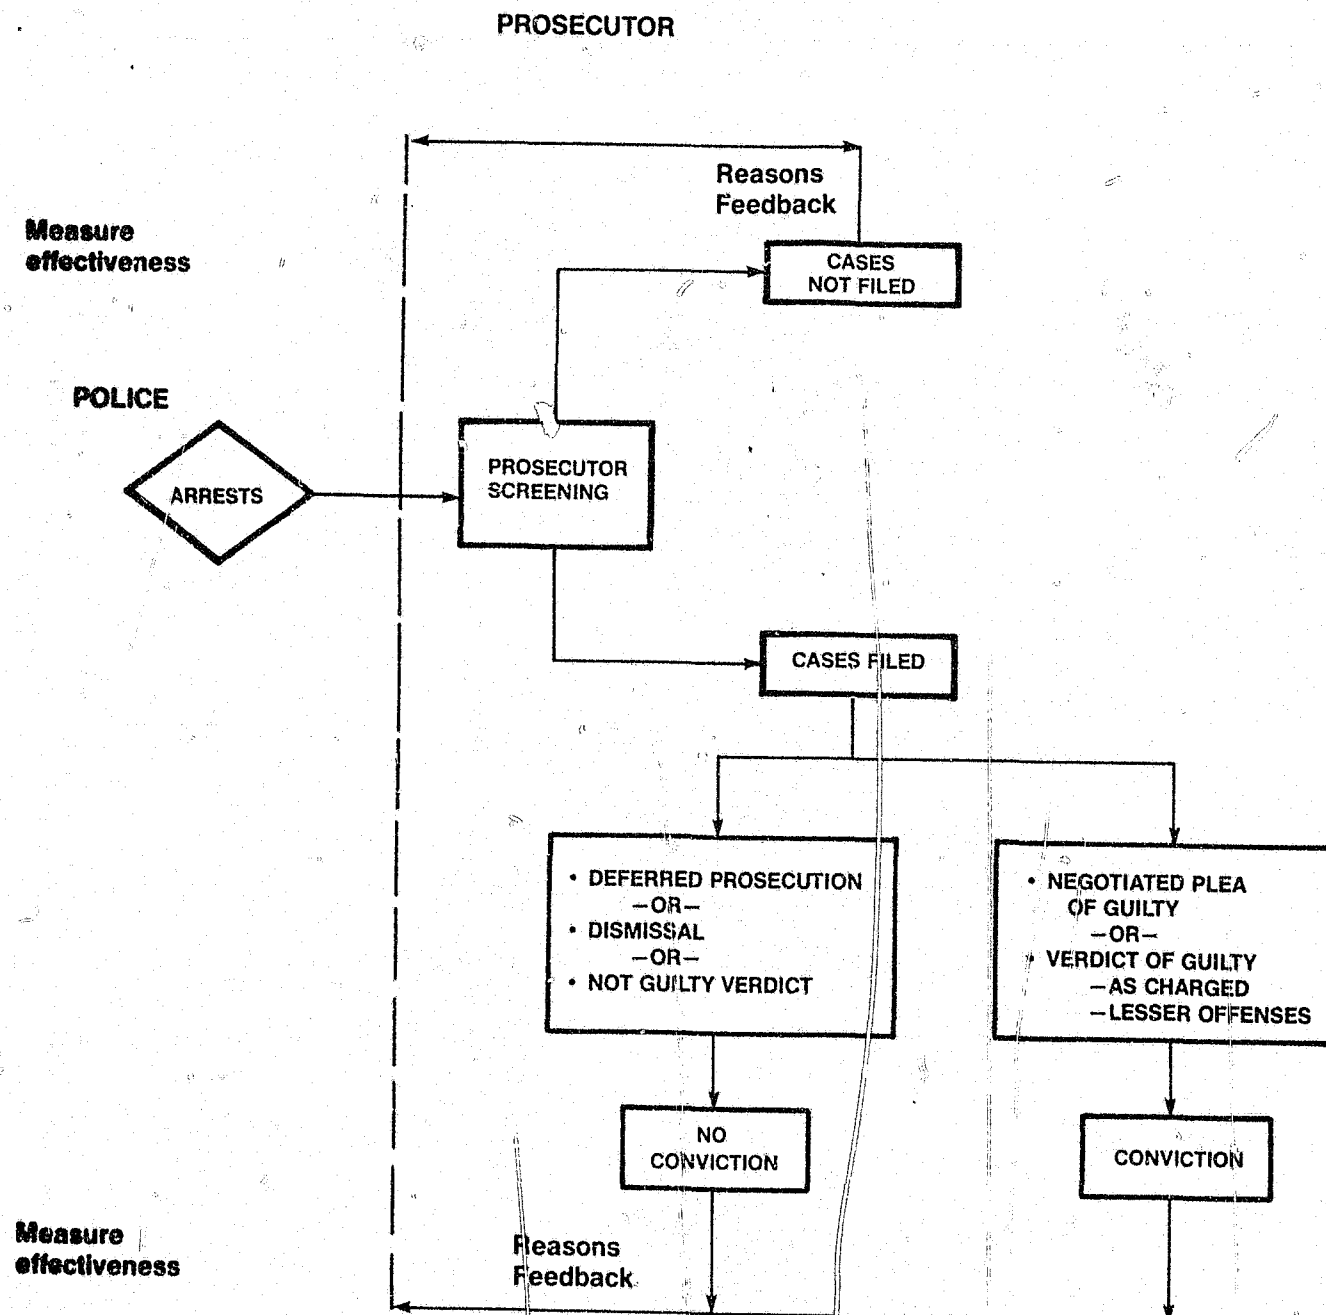 PROSECUTOR
Reasons
Feedback
Measure
effectiveness
CASES
NOT FILED
POLICE
ARRESTS
PROSECUTOR
SCREENING
CASES FILED
• DEFERRED PROSECUTION
—OR—
• DISMISSAL
—OR—
• NOT GUILTY VERDICT
• NEGOTIATED PLEA
OF GUILTY
—OR—
• VERDICT OF GUILTY
—AS CHARGED
—LESSER OFFENSES
NO
CONVICTION
CONVICTION
Measure
effectiveness
Reasons
Feedback